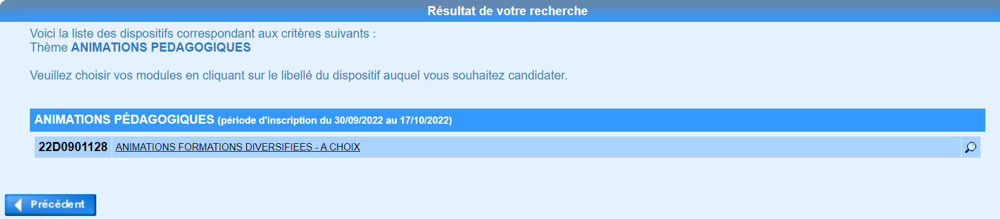 Résultat de votre recherche
Voici la liste des dispositifs correspondant aux critères suivants :
Thème ANIMATIONS PEDAGOGIQUES
Veuillez choisir vos modules en cliquant sur le libellé du dispositif auquel vous souhaitez candidater.
ANIMATIONS PÉDAGOGIQUES (période d'inscription du 30/09/2022 au 17/10/2022)
22D0901128 ANIMATIONS FORMATIONS DIVERSIFIEES - A CHOIX
Précédent